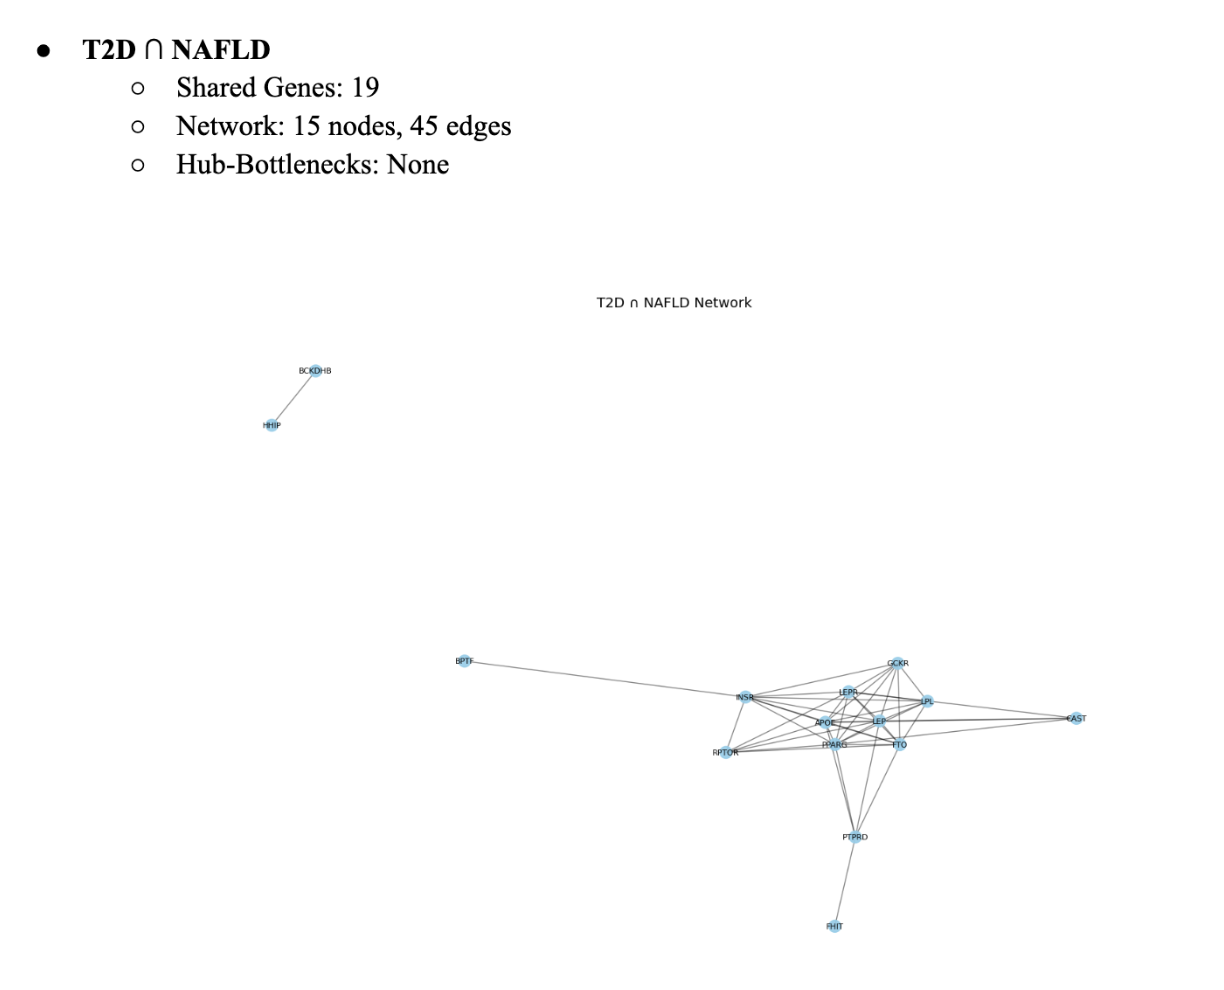 ● T2D ∩ NAFLD
○ Shared Genes: 19
○ Network: 15 nodes, 45 edges
○ Hub-Bottlenecks: None
T2D ∩ NAFLD Network
BCKDHB
HHIP
BPTF
GCKR
LEPR
INSR
LPL
CAST
APOE
LEP
PPARG
FTO
RPTOR
PTPRD
FHIT